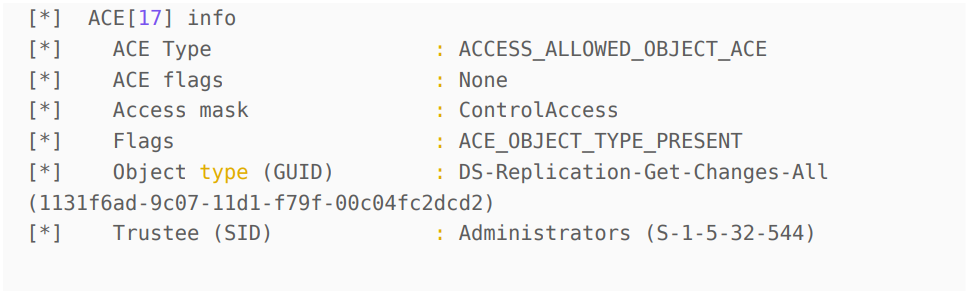 [*]  ACE[17] info
[*]    ACE Type                  : ACCESS_ALLOWED_OBJECT_ACE
[*]    ACE flags                 : None
[*]    Access mask               : ControlAccess
[*]    Flags                     : ACE_OBJECT_TYPE_PRESENT
[*]    Object type (GUID)        : DS-Replication-Get-Changes-All
(1131f6ad-9c07-11d1-f79f-00c04fc2dcd2)
[*]    Trustee (SID)             : Administrators (S-1-5-32-544)